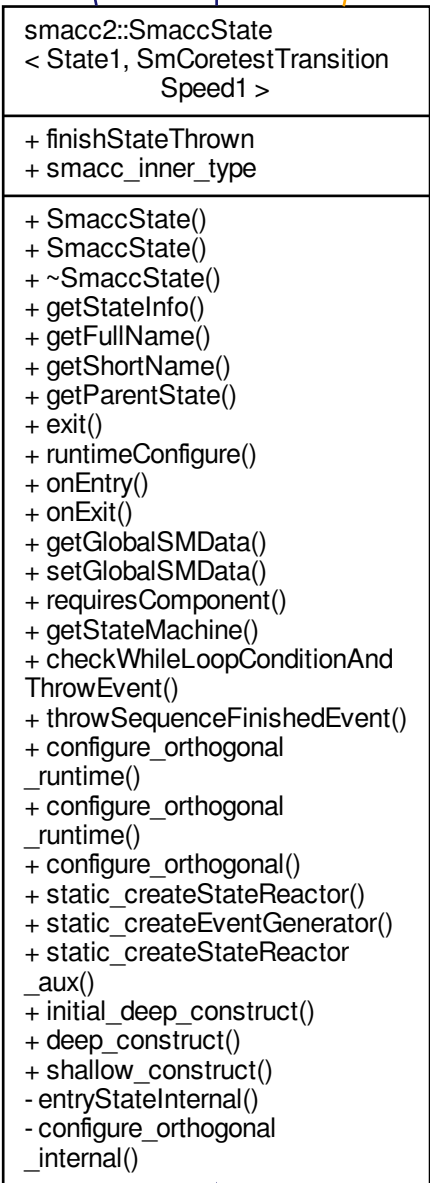 smacc2::SmaccState
< State1, SmCoretestTransition
Speed1 >
+ finishStateThrown
+ smacc_inner_type
+ SmaccState()
+ SmaccState()
+ ~SmaccState()
+ getStateInfo()
+ getFullName()
+ getShortName()
+ getParentState()
+ exit()
+ runtimeConfigure()
+ onEntry()
+ onExit()
+ getGlobalSMData()
+ setGlobalSMData()
+ requiresComponent()
+ getStateMachine()
+ checkWhileLoopConditionAnd
ThrowEvent()
+ throwSequenceFinishedEvent()
+ configure_orthogonal
_runtime()
+ configure_orthogonal
_runtime()
+ configure_orthogonal()
+ static_createStateReactor()
+ static_createEventGenerator()
+ static_createStateReactor
_aux()
+ initial_deep_construct()
+ deep_construct()
+ shallow_construct()
- entryStateInternal()
- configure_orthogonal
_internal()